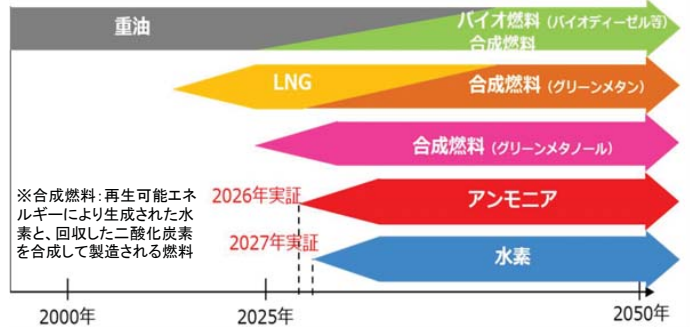 重油
バイオ燃料（バイオディーゼル等）
合成燃料
LNG
合成燃料（グリーンメタン）
合成燃料（グリーンメタノール）
※合成燃料：再生可能エネ
ルギーにより生成された水
素と、回収した二酸化炭素
を合成して製造される燃料
2026年実証
アンモニア
2027年実証
水素
2000年
2025年
2050年